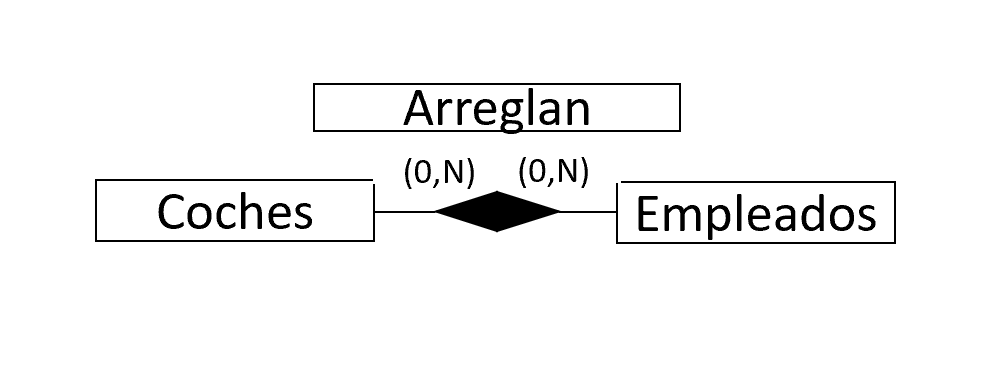 Arreglan
(0,N) (0,N)
Coches Empleados